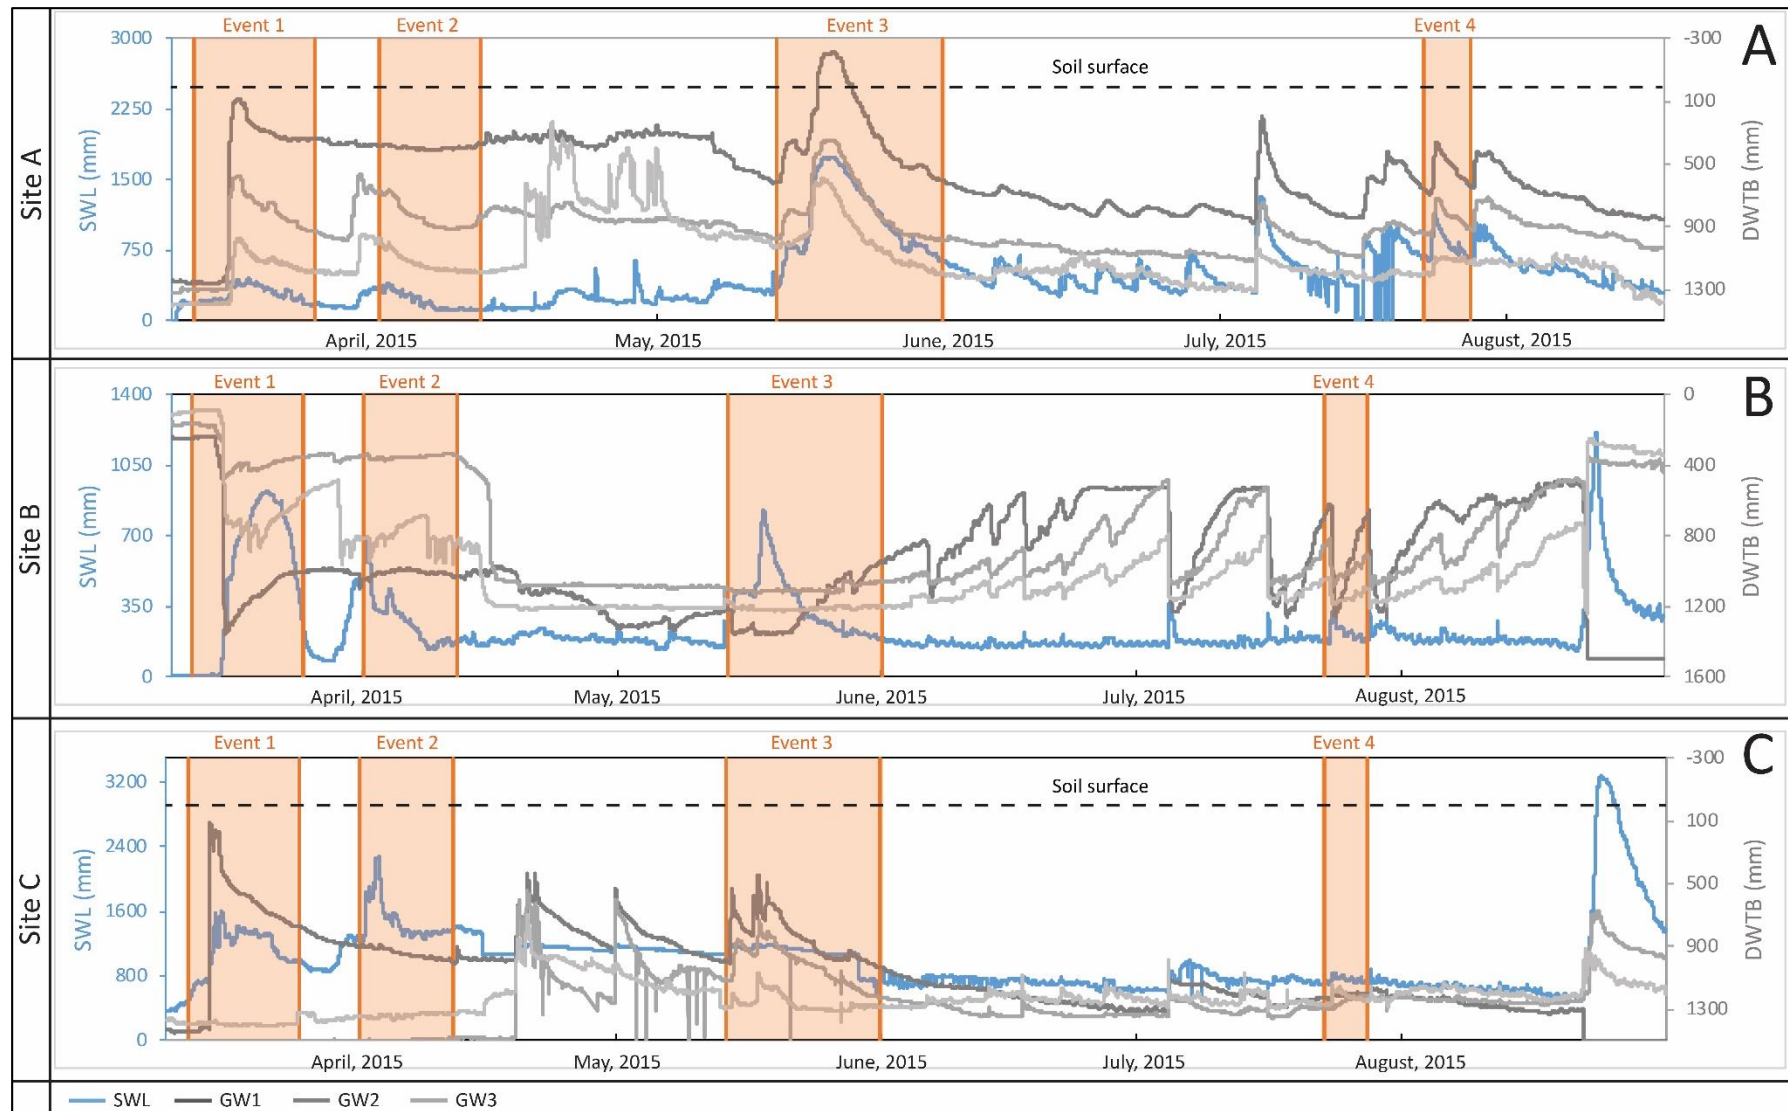 Event 1 Event 2 Event 3 Event 4
A
Site A
SWL (mm)
3000
2250
1500
750
0
Soil surface
-300
100
500
900
1300
DWTB (mm)
April, 2015 May, 2015 June, 2015 July, 2015 August, 2015
Event 1 Event 2 Event 3 Event 4
B
Site B
SWL (mm)
1400
1050
700
350
0
0
400
800
1200
1600
DWTB (mm)
April, 2015 May, 2015 June, 2015 July, 2015 August, 2015
Event 1 Event 2 Event 3 Event 4
C
Site C
SWL (mm)
3200
2400
1600
800
0
Soil surface
-300
100
500
900
1300
DWTB (mm)
April, 2015 May, 2015 June, 2015 July, 2015 August, 2015
SWL GW1 GW2 GW3